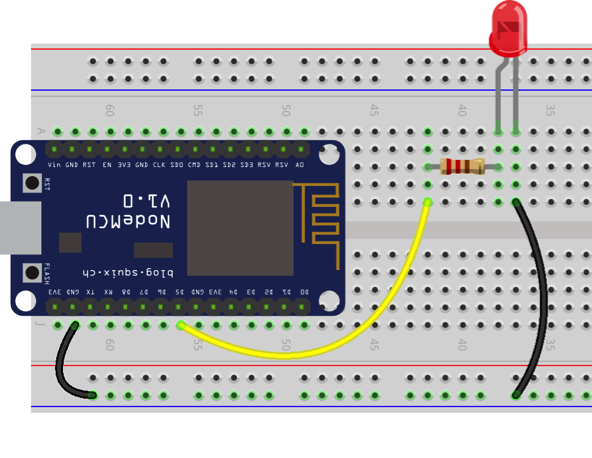 60 55 50 45 40 35
A
Vin GND RST EN 3V3 GND CLK SDO CMD SD1 SD2 SD3 RSV RSV AO
RST
NodeMCU
V1.0
blog.squix.ch
FLASH
3V3 GND TX RX D8 D7 D6 D5 GND 3V3 D4 D3 D2 D1 D0
J
60 55 50 45 40 35